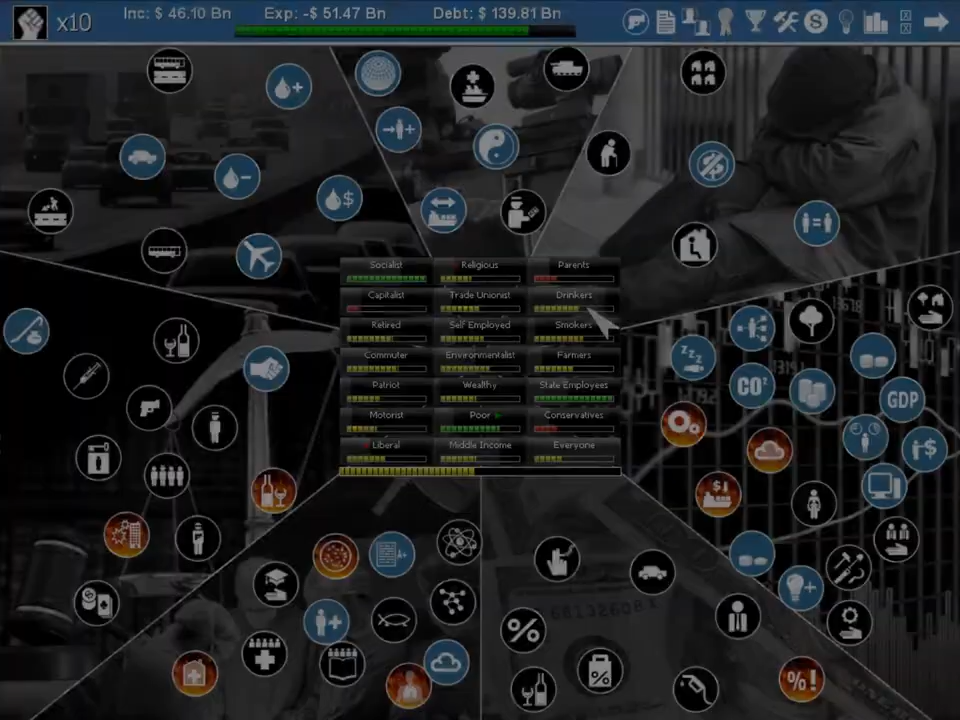 x10 Inc: $ 46.10 Bn Exp: -$ 51.47 Bn Debt: $ 139.81 Bn
Socialist Religious Parents
Capitalist Trade Unionist Drinkers
Retired Self Employed Smokers
Commuter Environmentalist Farmers
Patriot Wealthy State Employees
Motorist Poor Conservatives
Liberal Middle Income Everyone
zzz
CO²
GDP
$
%
%!